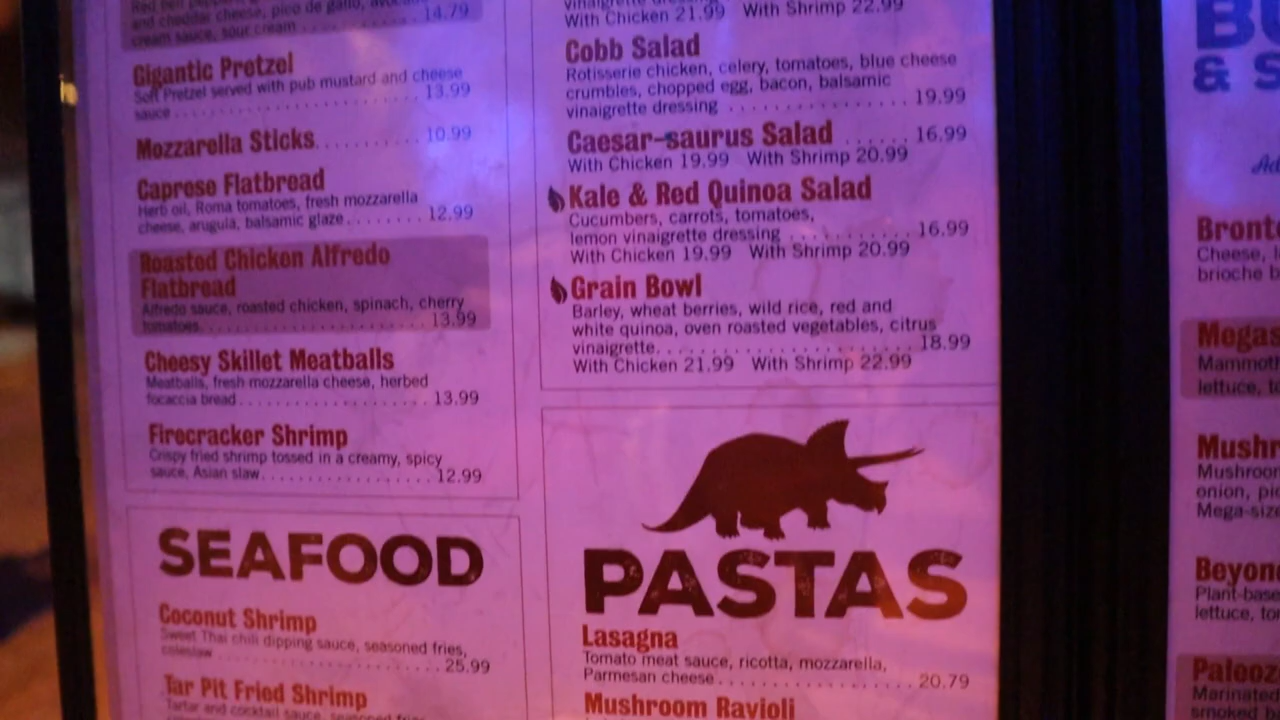 Red bell peppers,
and cheddar cheese, pico de gallo, avocado
cream sauce, sour cream ........ 14.79
Gigantic Pretzel
Soft Pretzel served with pub mustard and cheese
sauce ........ 13.99
Mozzarella Sticks ........ 10.99
Caprese Flatbread
Herb oil, Roma tomatoes, fresh mozzarella
cheese, arugula, balsamic glaze ........ 12.99
Roasted Chicken Alfredo
Flatbread
Alfredo sauce, roasted chicken, spinach, cherry
tomatoes ........ 13.99
Cheesy Skillet Meatballs
Meatballs, fresh mozzarella cheese, herbed
focaccia bread ........ 13.99
Firecracker Shrimp
Crispy fried shrimp tossed in a creamy, spicy
sauce, Asian slaw ........ 12.99
SEAFOOD
Coconut Shrimp
Sweet Thai chili dipping sauce, seasoned fries,
coleslaw ........ 25.99
Tar Pit Fried Shrimp
Tartar and cocktail sauce, seasoned fries
vinaigrette dressing
With Chicken 21.99 With Shrimp 22.99
Cobb Salad
Rotisserie chicken, celery, tomatoes, blue cheese
crumbles, chopped egg, bacon, balsamic
vinaigrette dressing ........ 19.99
Caesar-saurus Salad ...... 16.99
With Chicken 19.99 With Shrimp 20.99
Kale & Red Quinoa Salad
Cucumbers, carrots, tomatoes,
lemon vinaigrette dressing ........ 16.99
With Chicken 19.99 With Shrimp 20.99
Grain Bowl
Barley, wheat berries, wild rice, red and
white quinoa, oven roasted vegetables, citrus
vinaigrette ........ 18.99
With Chicken 21.99 With Shrimp 22.99
PASTAS
Lasagna
Tomato meat sauce, ricotta, mozzarella,
Parmesan cheese ........ 20.79
Mushroom Ravioli
BU
& S
Bront
Cheese, l
brioche b
Megas
Mammoth
lettuce, to
Mushr
Mushroom
onion, pi
Mega-size
Beyon
Plant-base
lettuce, to
Paleoz
Marinated
smoked b